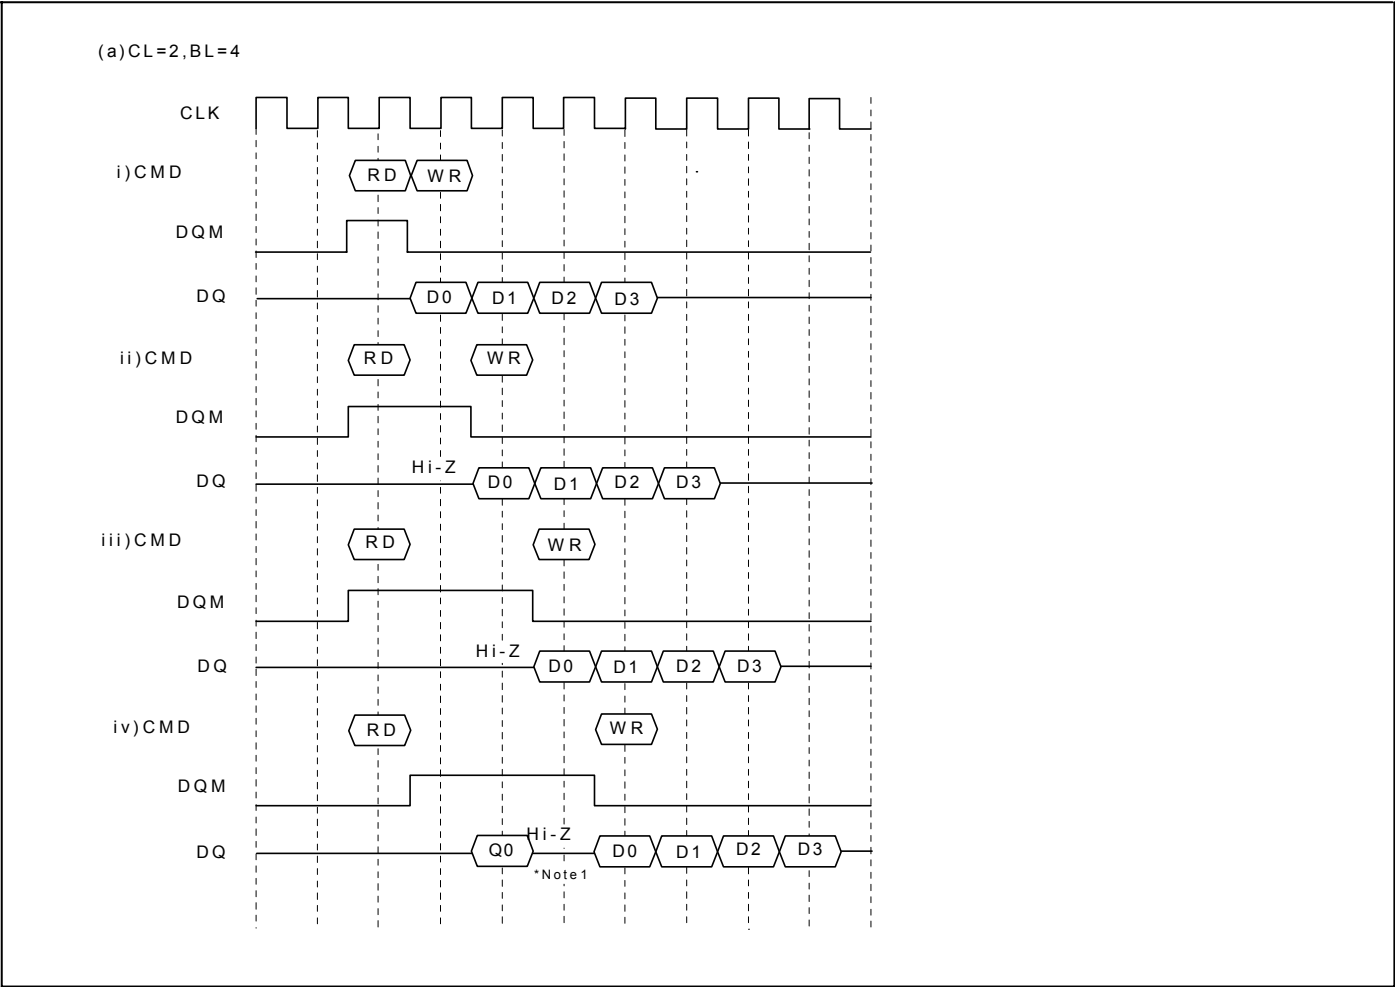 (a)CL=2,BL=4
CLK
i)CMD RD WR
DQM
DQ D0 D1 D2 D3
ii)CMD RD WR
DQM
Hi-Z
DQ D0 D1 D2 D3
iii)CMD RD WR
DQM
Hi-Z
DQ D0 D1 D2 D3
iv)CMD RD WR
DQM
Hi-Z
DQ Q0 D0 D1 D2 D3
*Note1